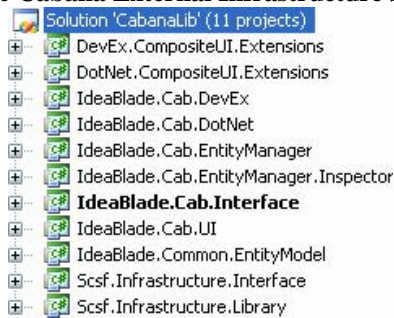 Solution 'CabanaLib' (11 projects)
DevEx.CompositeUI.Extensions
DotNet.CompositeUI.Extensions
IdeaBlade.Cab.DevEx
IdeaBlade.Cab.DotNet
IdeaBlade.Cab.EntityManager
IdeaBlade.Cab.EntityManager.Inspector
IdeaBlade.Cab.Interface
IdeaBlade.Cab.UI
IdeaBlade.Common.EntityModel
Scsf.Infrastructure.Interface
Scsf.Infrastructure.Library